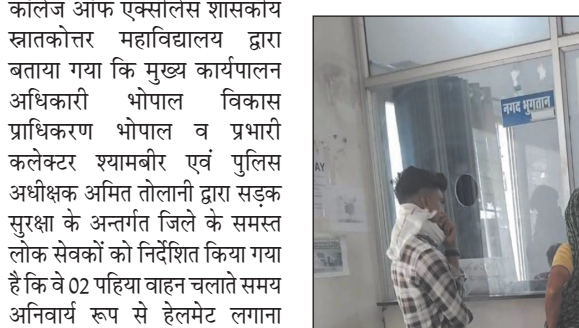 कॉलेज ऑफ एक्सीलेंस शासकीय
स्नातकोत्तर महाविद्यालय द्वारा
बताया गया कि मुख्य कार्यपालन
अधिकारी भोपाल विकास
प्राधिकरण भोपाल व प्रभारी
कलेक्टर श्यामबीर एवं पुलिस
अधीक्षक अमित तोलानी द्वारा सड़क
सुरक्षा के अन्तर्गत जिले के समस्त
लोक सेवकों को निर्देशित किया गया
है कि वे 02 पहिया वाहन चलाते समय
अनिवार्य रूप से हेलमेट लगाना
नगद भुगतान
AY